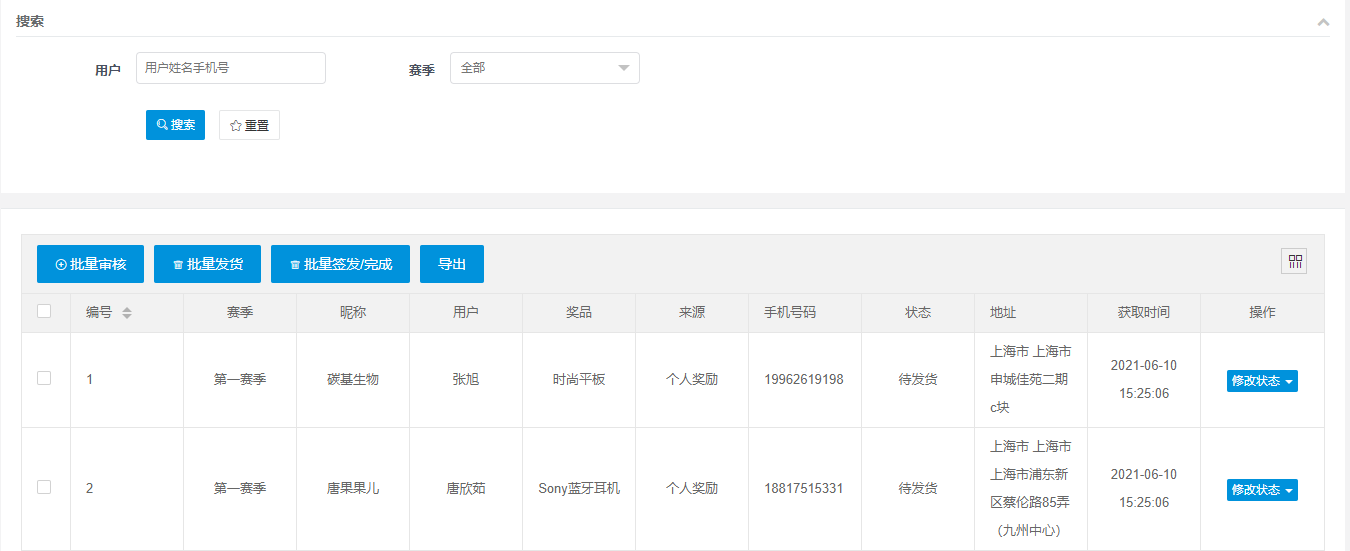 搜索
用户 用户姓名手机号 赛季 全部
搜索 重置
批量审核 批量发货 批量签发/完成 导出
编号 赛季 昵称 用户 奖品 来源 手机号码 状态 地址 获取时间 操作
1 第一赛季 碳基生物 张旭 时尚平板 个人奖励 19962619198 待发货 上海市 上海市 2021-06-10 修改状态
申城佳苑二期 15:25:06
c块
2 第一赛季 唐果果儿 唐欣茹 Sony蓝牙耳机 个人奖励 18817515331 待发货 上海市 上海市 2021-06-10 修改状态
上海市浦东新 15:25:06
区蔡伦路85弄
（九州中心）